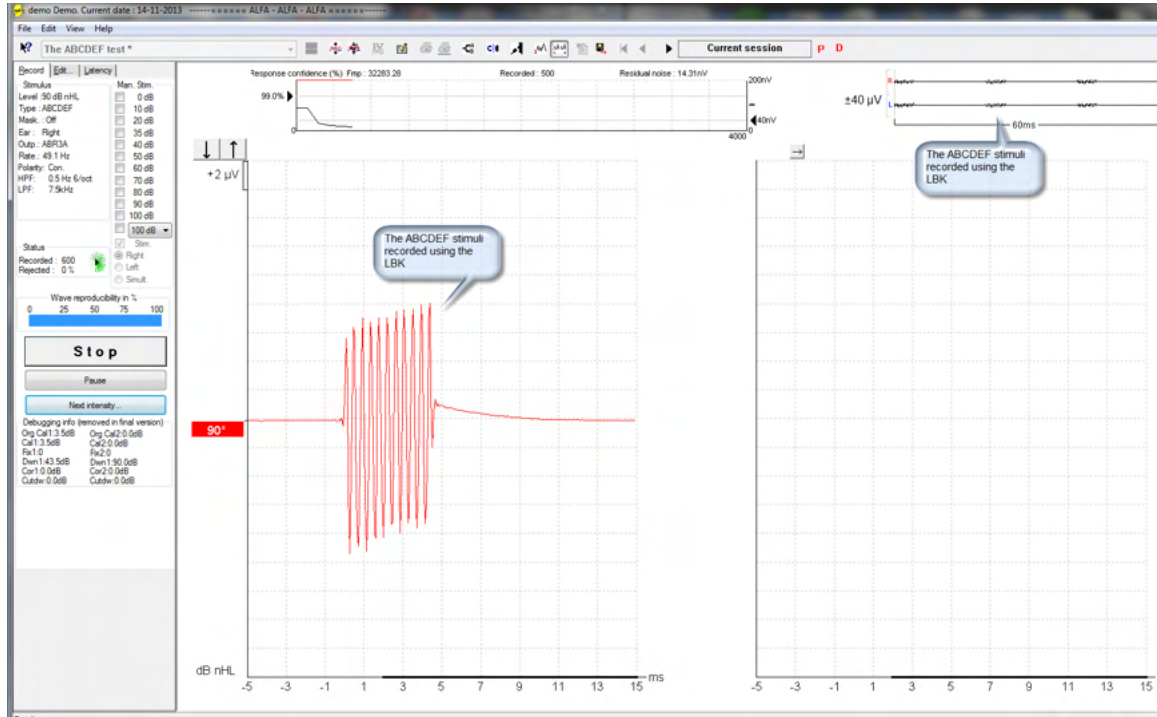 demo Demo. Current date : 14-11-2013 ------====== ALFA - ALFA - ALFA ======------
File Edit View Help
The ABCDEF test *
Current session P D
Record Edit... Latency
Stimulus
Level :90 dB nHL
Type : ABCDEF
Mask. : Off
Ear : Right
Outp.: ABR3A
Rate.: 49.1 Hz
Polarity: Con.
HPF: 0.5 Hz 6/oct
LPF: 7.5kHz
Man. Stim.
0 dB
10 dB
20 dB
35 dB
40 dB
50 dB
60 dB
70 dB
80 dB
90 dB
100 dB
100 dB
Stim.
Right
Left
Simult.
Status
Recorded : 600
Rejected : 0 %
Wave reproducibility in %
0 25 50 75 100
Stop
Pause
Next intensity...
Debugging info (removed in final version)
Org Cal1:3.5dB Org Cal2:0.0dB
Cal1:3.5dB Cal2:0.0dB
Fix1:0 Fix2:0
Dwn1:43.5dB Dwn1:90.0dB
Cor1:0.0dB Cor2:0.0dB
Cutdw:0.0dB Cutdw:0.0dB
Response confidence (%) Fmp : 32283.28 Recorded : 500 Residual noise : 14.31nV
99.0%
200nV
40nV
0
0
4000
±40 µV
R
L
60ms
The ABCDEF stimuli
recorded using the
LBK
+2 µV
The ABCDEF stimuli
recorded using the
LBK
90*
dB nHL
-5 -3 -1 1 3 5 7 9 11 13 15 ms
-5 -3 -1 1 3 5 7 9 11 13 15